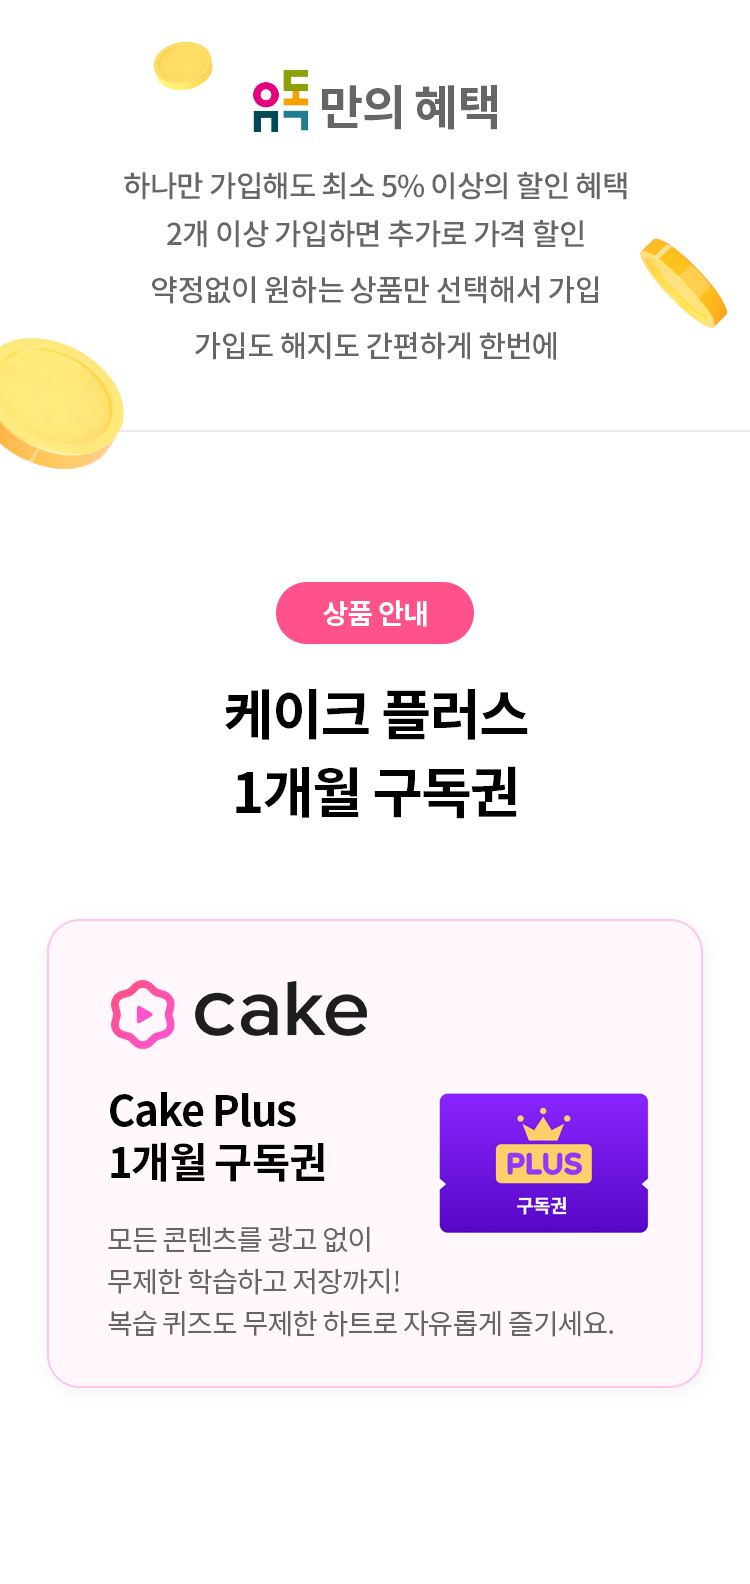 유독만의 혜택
하나만 가입해도 최소 5% 이상의 할인 혜택
2개 이상 가입하면 추가로 가격 할인
약정없이 원하는 상품만 선택해서 가입
가입도 해지도 간편하게 한번에
상품 안내
케이크 플러스
1개월 구독권
cake
Cake Plus
1개월 구독권
PLUS
구독권
모든 콘텐츠를 광고 없이
무제한 학습하고 저장까지!
복습 퀴즈도 무제한 하트로 자유롭게 즐기세요.